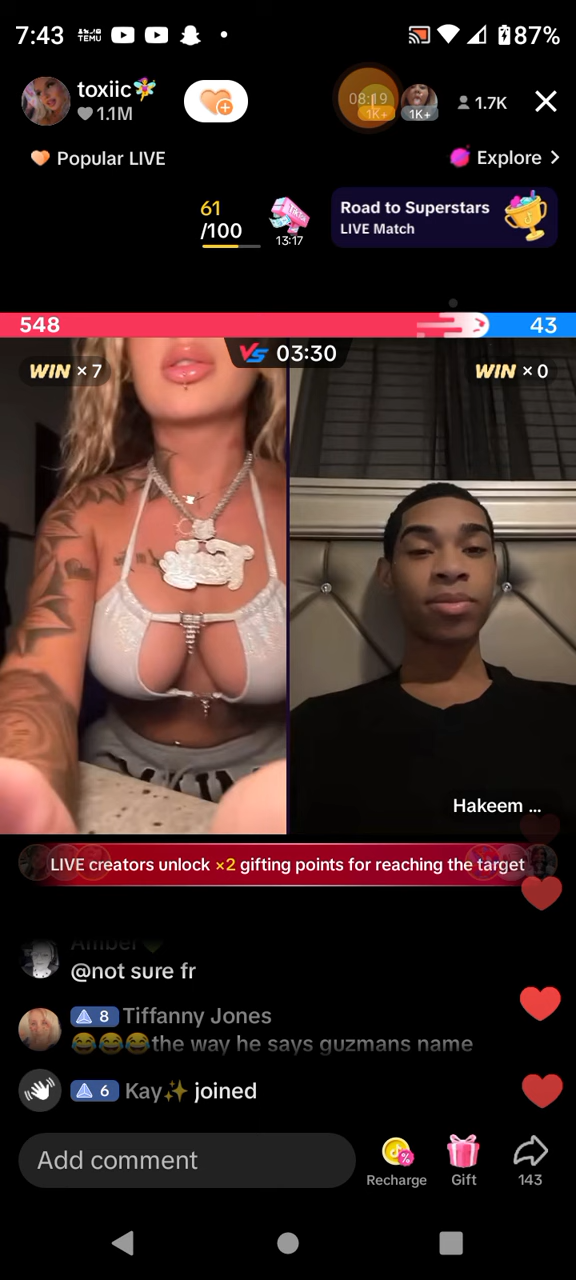 7:43
TEMU
87%
toxiic
1.1M
08:19
1K+
1K+
1.7K
Popular LIVE
Explore
61
/100
13:17
Road to Superstars
LIVE Match
548
43
VS 03:30
WIN × 7
WIN × 0
Hakeem ...
LIVE creators unlock ×2 gifting points for reaching the target
Amber
@not sure fr
8 Tiffanny Jones
😂😂😂the way he says guzmans name
6 Kay✨ joined
Add comment
Recharge
Gift
143